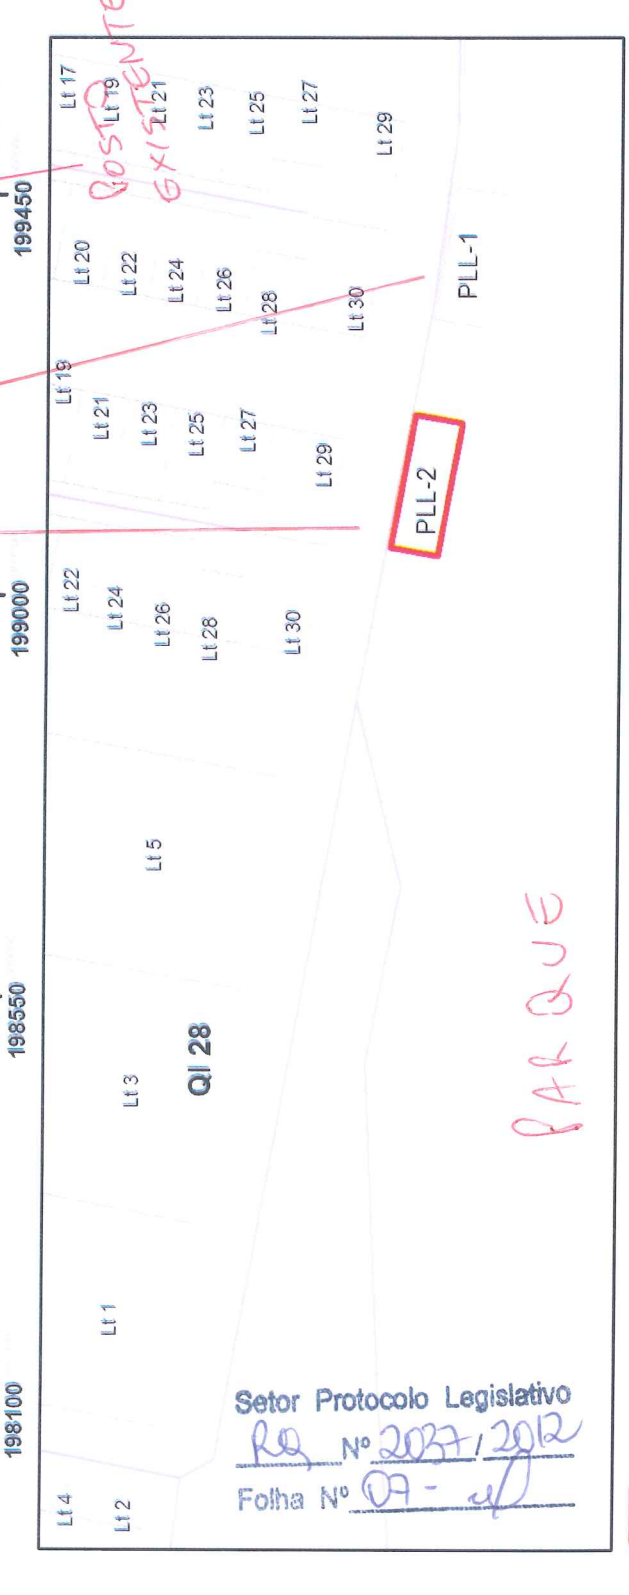 POSTO
EXISTENTE
199450
199000
198550
198100
Lt 17
Lt 19
Lt 21
Lt 23
Lt 25
Lt 27
Lt 29
Lt 20
Lt 22
Lt 24
Lt 26
Lt 28
Lt 30
PLL-1
Lt 19
Lt 21
Lt 23
Lt 25
Lt 27
Lt 29
PLL-2
Lt 22
Lt 24
Lt 26
Lt 28
Lt 30
Lt 5
Lt 3
QI 28
Lt 1
Lt 4
Lt 2
PARQUE
Setor Protocolo Legislativo
RQ Nº 2037 / 2012
Folha Nº 07 -